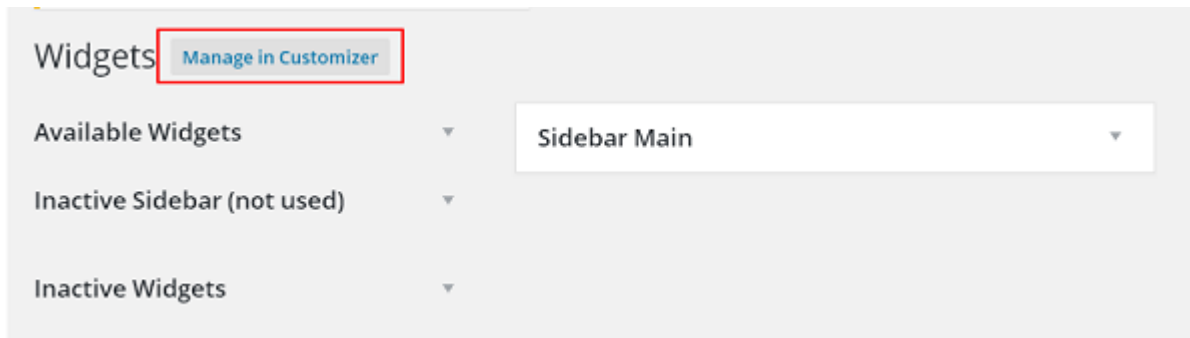 Widgets Manage in Customizer
Available Widgets
Sidebar Main
Inactive Sidebar (not used)
Inactive Widgets